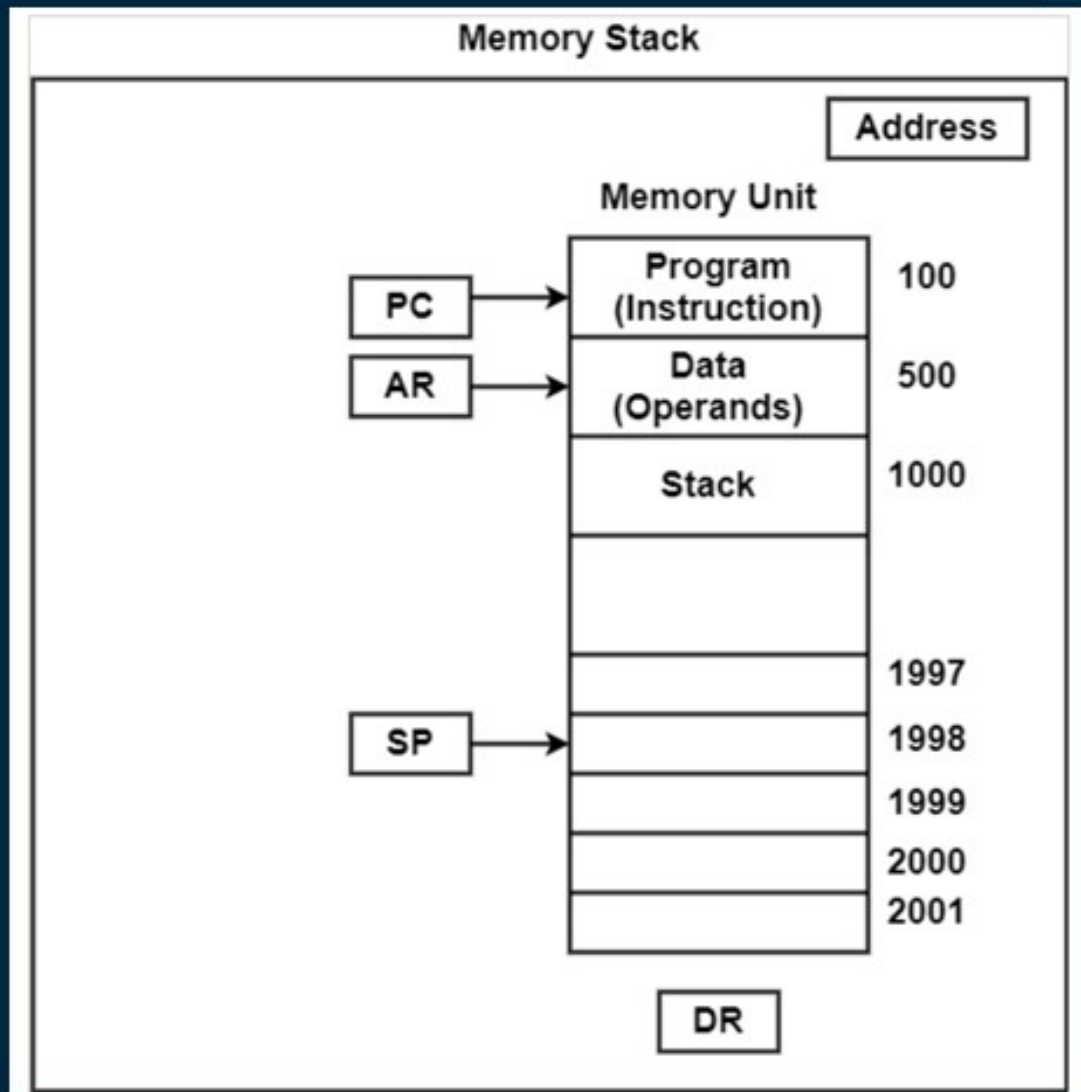 Memory Stack
Address
Memory Unit
Program
(Instruction)
100
PC
Data
(Operands)
500
AR
Stack
1000
1997
SP
1998
1999
2000
2001
DR